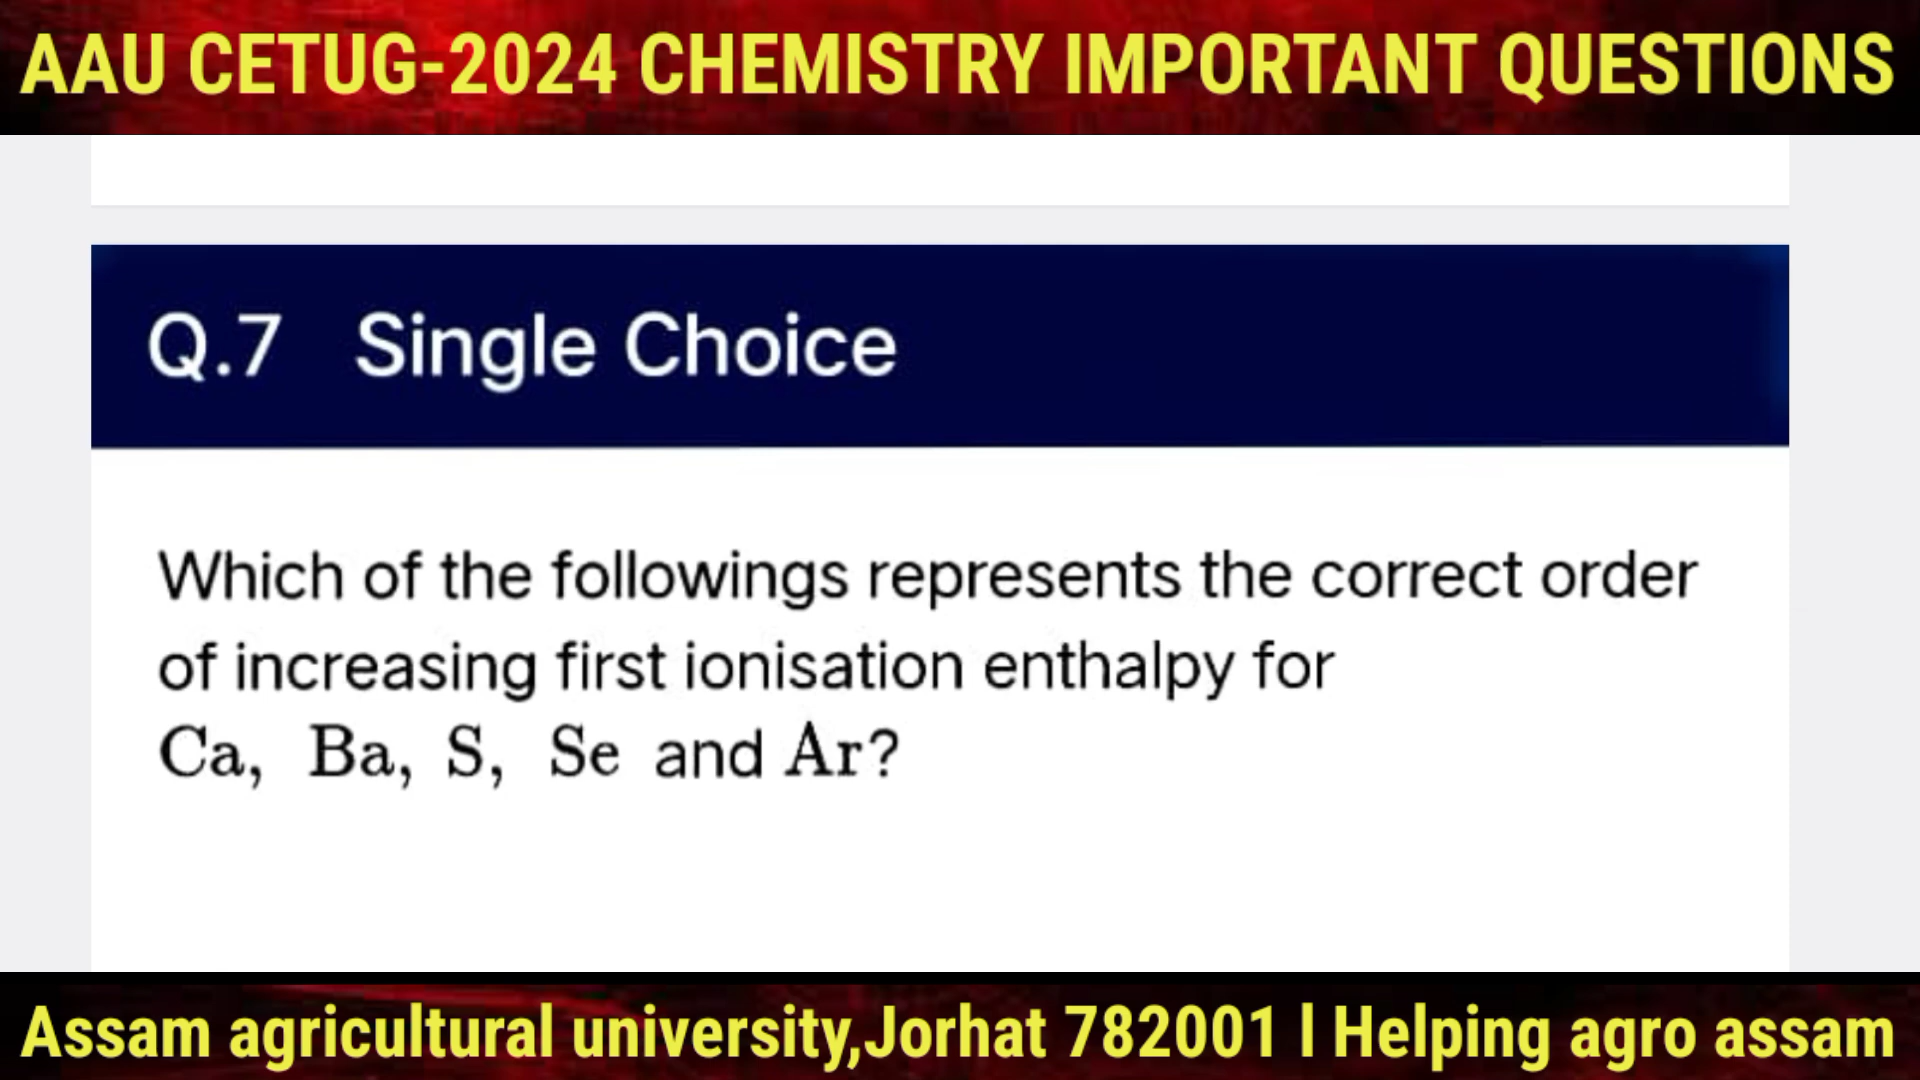 AAU CETUG-2024 CHEMISTRY IMPORTANT QUESTIONS
Q.7 Single Choice
Which of the followings represents the correct order
of increasing first ionisation enthalpy for
Ca, Ba, S, Se and Ar?
Assam agricultural university,Jorhat 782001 l Helping agro assam